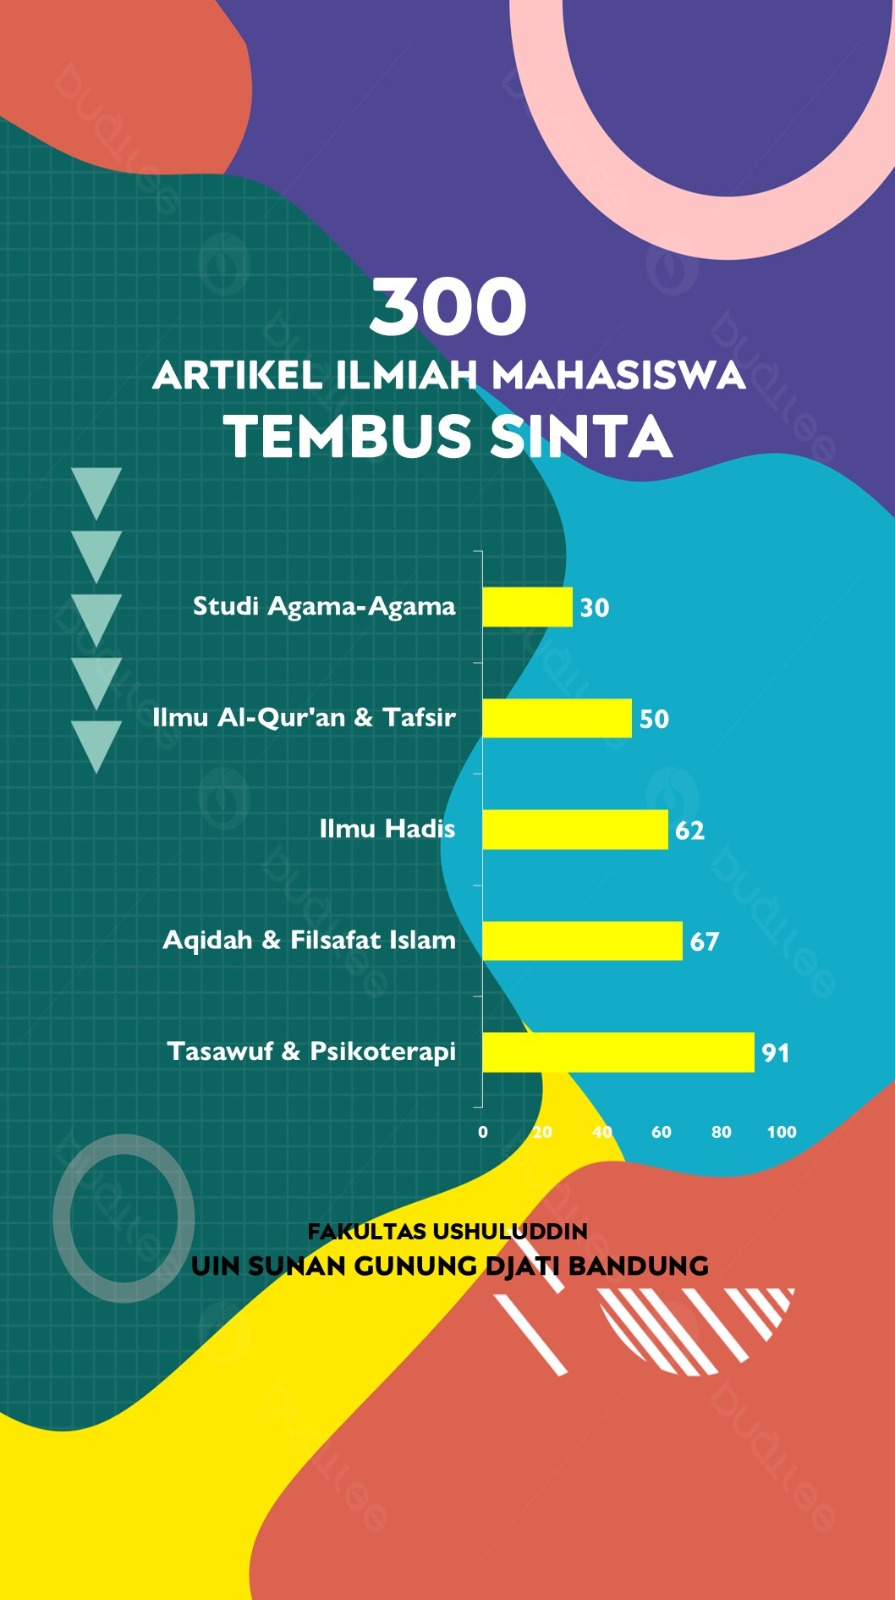 300
ARTIKEL ILMIAH MAHASISWA
TEMBUS SINTA
Studi Agama-Agama 30
Ilmu Al-Qur'an & Tafsir 50
Ilmu Hadis 62
Aqidah & Filsafat Islam 67
Tasawuf & Psikoterapi 91
0 20 40 60 80 100
FAKULTAS USHULUDDIN
UIN SUNAN GUNUNG DJATI BANDUNG